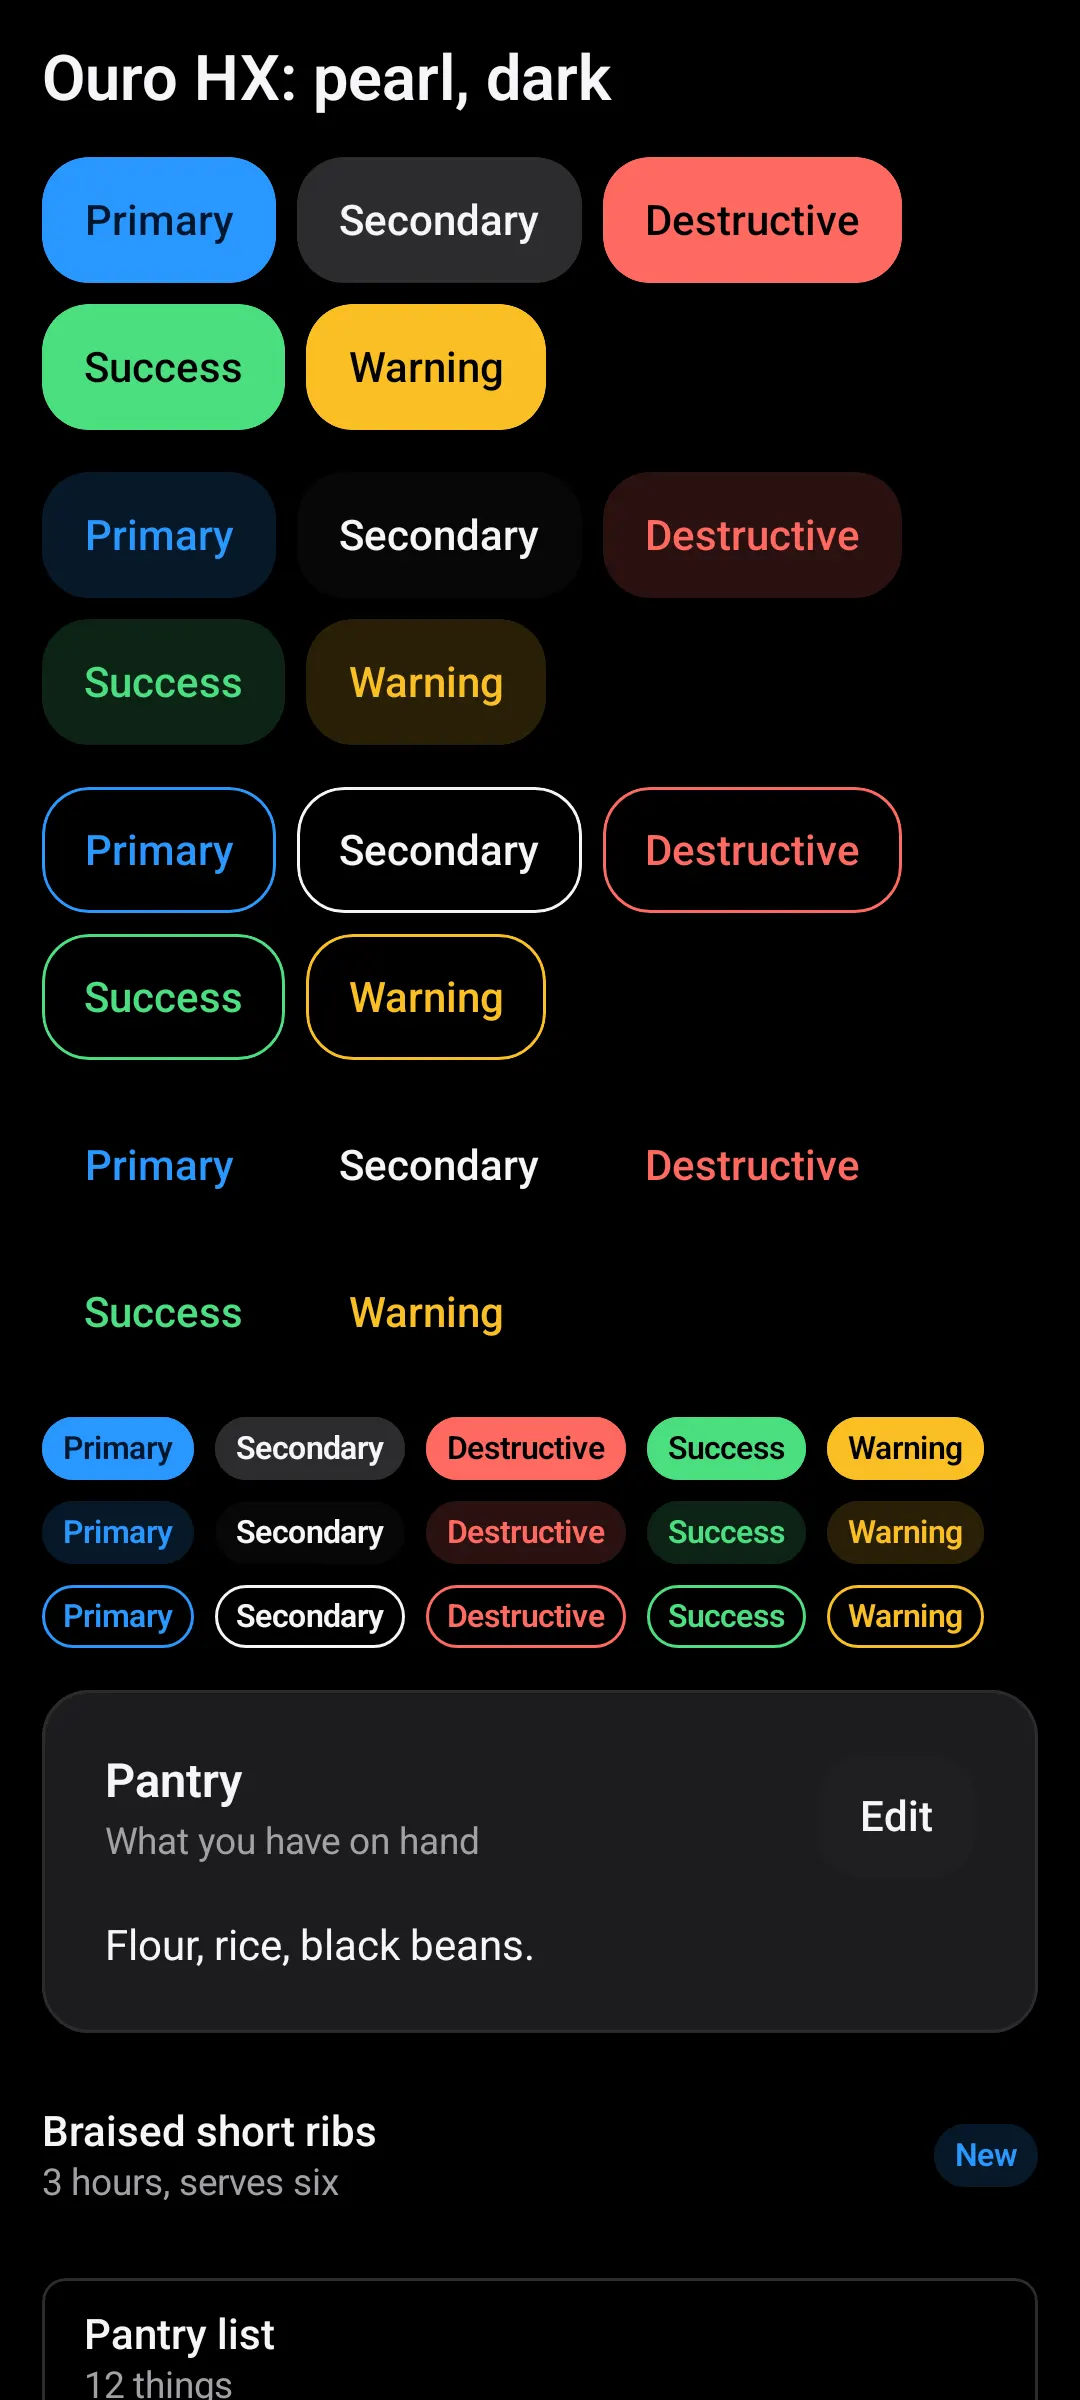 Ouro HX: pearl, dark
Primary Secondary Destructive
Success Warning
Primary Secondary Destructive
Success Warning
Primary Secondary Destructive
Success Warning
Primary Secondary Destructive
Success Warning
Primary Secondary Destructive Success Warning
Primary Secondary Destructive Success Warning
Primary Secondary Destructive Success Warning
Pantry
Edit
What you have on hand
Flour, rice, black beans.
Braised short ribs
New
3 hours, serves six
Pantry list
12 things